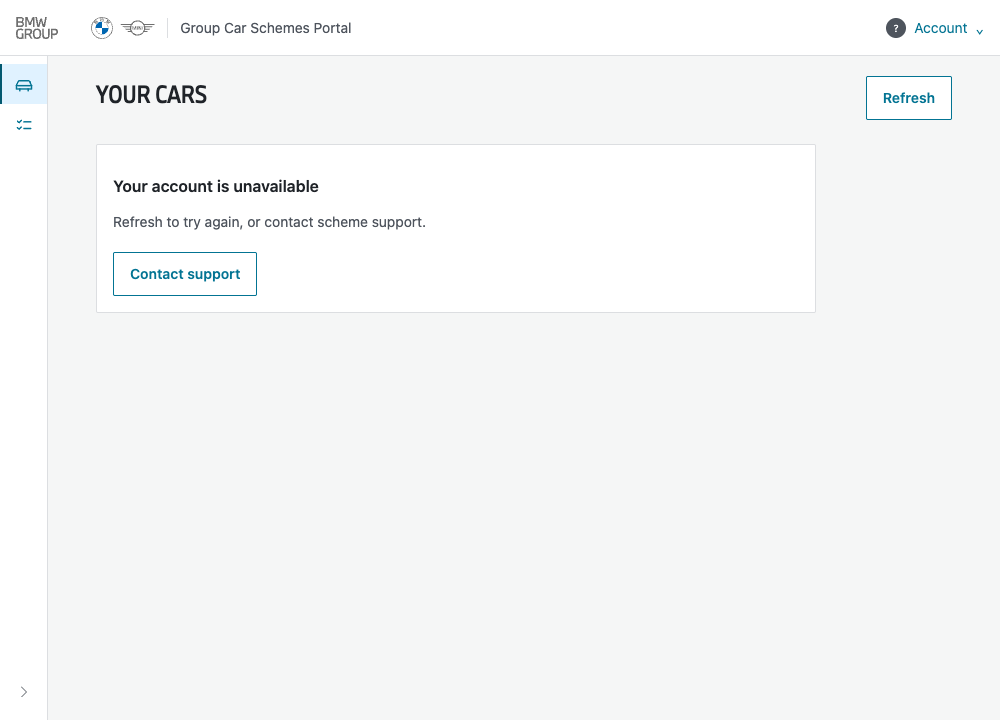 BMW
GROUP
Group Car Schemes Portal
? Account
YOUR CARS
Refresh
Your account is unavailable
Refresh to try again, or contact scheme support.
Contact support